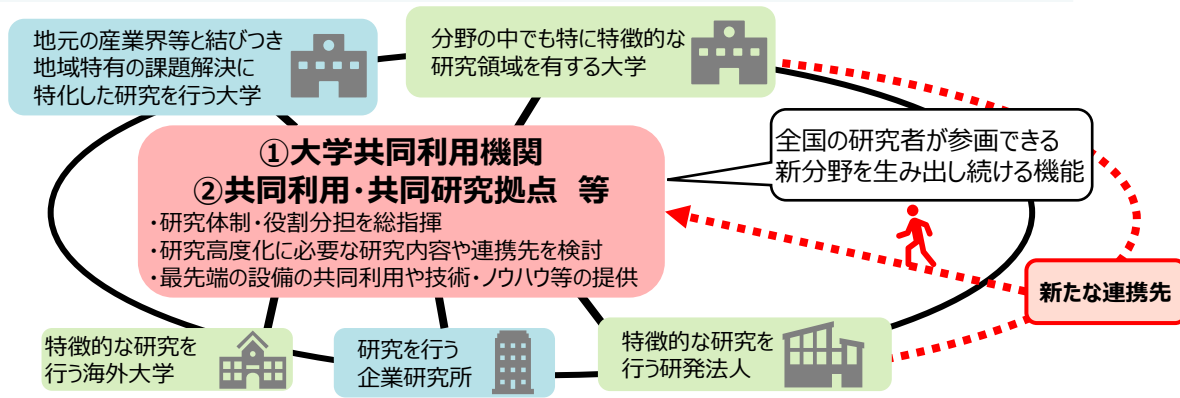 地元の産業界等と結びつき
地域特有の課題解決に
特化した研究を行う大学
分野の中でも特に特徴的な
研究領域を有する大学
①大学共同利用機関
②共同利用・共同研究拠点 等
・研究体制・役割分担を総指揮
・研究高度化に必要な研究内容や連携先を検討
・最先端の設備の共同利用や技術・ノウハウ等の提供
全国の研究者が参画できる
新分野を生み出し続ける機能
新たな連携先
特徴的な研究を
行う海外大学
研究を行う
企業研究所
特徴的な研究を
行う研発法人